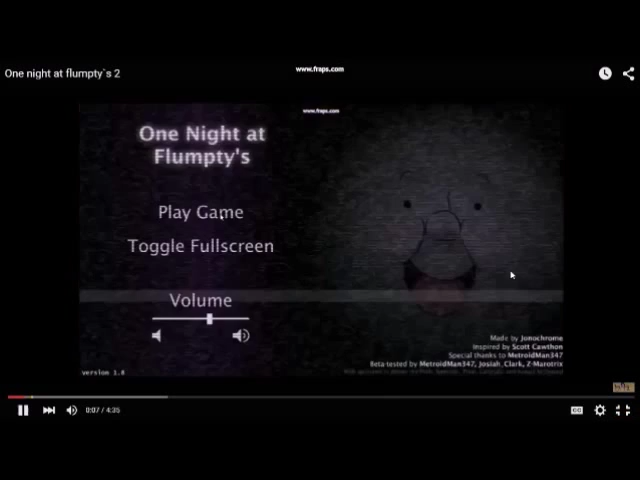 www.fraps.com
One night at flumpty`s 2
www.fraps.com
One Night at
Flumpty's
Play Game
Toggle Fullscreen
Volume
Made by Jonochrome
Inspired by Scott Cawthon
Special thanks to MetroidMan347
Beta tested by MetroidMan347, Josiah_Clark, Z-Marotrix
version 1.0
0:07 / 4:35
CC